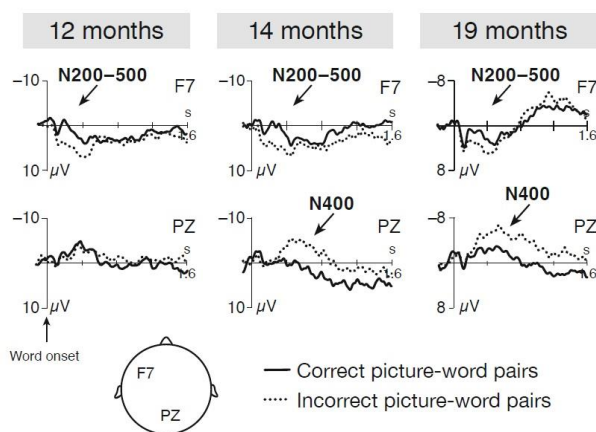 12 months
14 months
19 months
−10
N200–500
F7
s
.6
10
µV
−10
N200–500
F7
s
1.6
10
µV
−8
N200–500
F7
s
1.6
8
µV
−10
PZ
s
1.6
10
µV
−10
N400
PZ
s
1.6
10
µV
−8
N400
PZ
s
1.6
8
µV
Word onset
F7
PZ
Correct picture-word pairs
Incorrect picture-word pairs